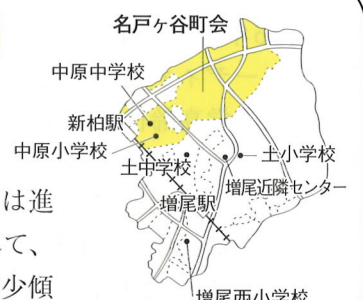 名戸ヶ谷町会
中原中学校
新柏駅
中原小学校
土中学校
土小学校
増尾近隣センター
増尾駅
増尾西小学校
は進
て、
少傾